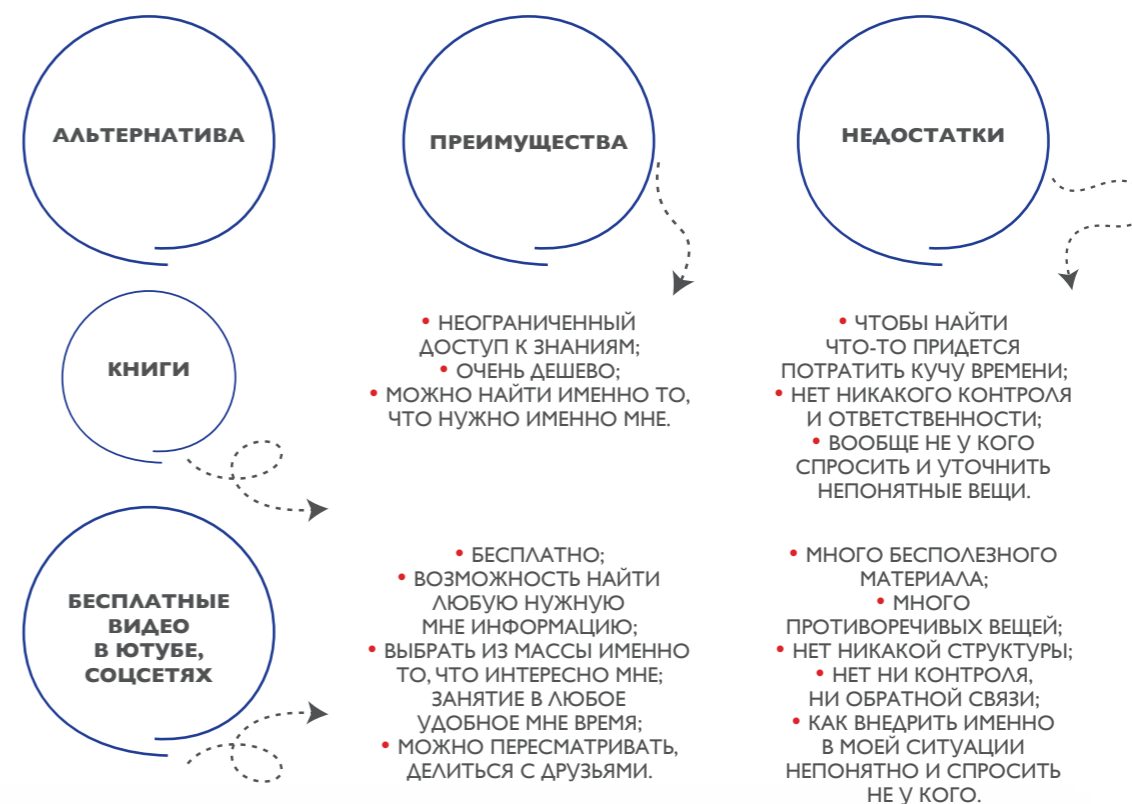 АЛЬТЕРНАТИВА
ПРЕИМУЩЕСТВА
НЕДОСТАТКИ
КНИГИ
• НЕОГРАНИЧЕННЫЙ
ДОСТУП К ЗНАНИЯМ;
• ОЧЕНЬ ДЕШЕВО;
• МОЖНО НАЙТИ ИМЕННО ТО,
ЧТО НУЖНО ИМЕННО МНЕ.
• ЧТОБЫ НАЙТИ
ЧТО-ТО ПРИДЕТСЯ
ПОТРАТИТЬ КУЧУ ВРЕМЕНИ;
• НЕТ НИКАКОГО КОНТРОЛЯ
И ОТВЕТСТВЕННОСТИ;
• ВООБЩЕ НЕ У КОГО
СПРОСИТЬ И УТОЧНИТЬ
НЕПОНЯТНЫЕ ВЕЩИ.
БЕСПЛАТНЫЕ
ВИДЕО
В ЮТУБЕ,
СОЦСЕТЯХ
• БЕСПЛАТНО;
• ВОЗМОЖНОСТЬ НАЙТИ
ЛЮБУЮ НУЖНУЮ
МНЕ ИНФОРМАЦИЮ;
• ВЫБРАТЬ ИЗ МАССЫ ИМЕННО
ТО, ЧТО ИНТЕРЕСНО МНЕ;
ЗАНЯТИЕ В ЛЮБОЕ
УДОБНОЕ МНЕ ВРЕМЯ;
• МОЖНО ПЕРЕСМАТРИВАТЬ,
ДЕЛИТЬСЯ С ДРУЗЬЯМИ.
• МНОГО БЕСПОЛЕЗНОГО
МАТЕРИАЛА;
• МНОГО
ПРОТИВОРЕЧИВЫХ ВЕЩЕЙ;
• НЕТ НИКАКОЙ СТРУКТУРЫ;
• НЕТ НИ КОНТРОЛЯ,
НИ ОБРАТНОЙ СВЯЗИ;
• КАК ВНЕДРИТЬ ИМЕННО
В МОЕЙ СИТУАЦИИ
НЕПОНЯТНО И СПРОСИТЬ
НЕ У КОГО.